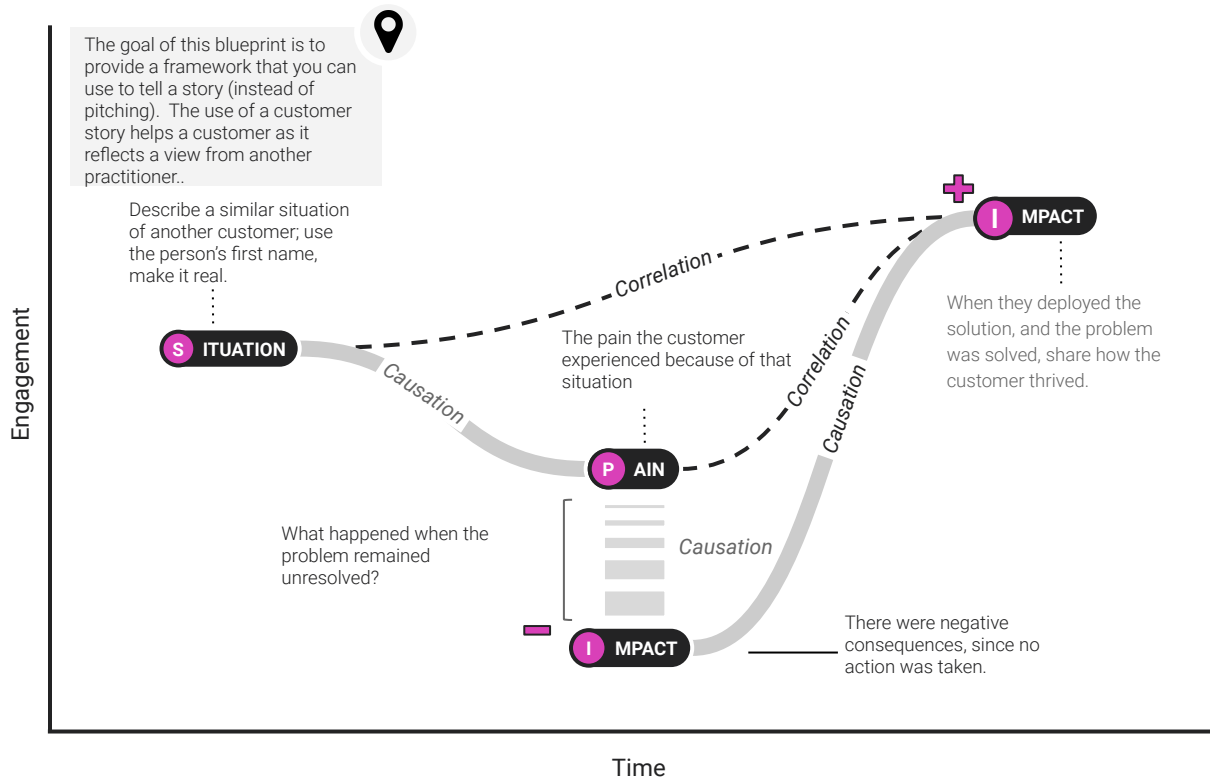 The goal of this blueprint is to
provide a framework that you can
use to tell a story (instead of
pitching).  The use of a customer
story helps a customer as it
reflects a view from another
practitioner..
Describe a similar situation
of another customer; use
the person's first name,
make it real.
I MPACT
Correlation
When they deployed the
solution, and the problem
was solved, share how the
customer thrived.
S ITUATION
The pain the customer
experienced because of that
situation
Causation
Correlation
Causation
P AIN
What happened when the
problem remained
unresolved?
Causation
I MPACT
There were negative
consequences, since no
action was taken.
Engagement
Time